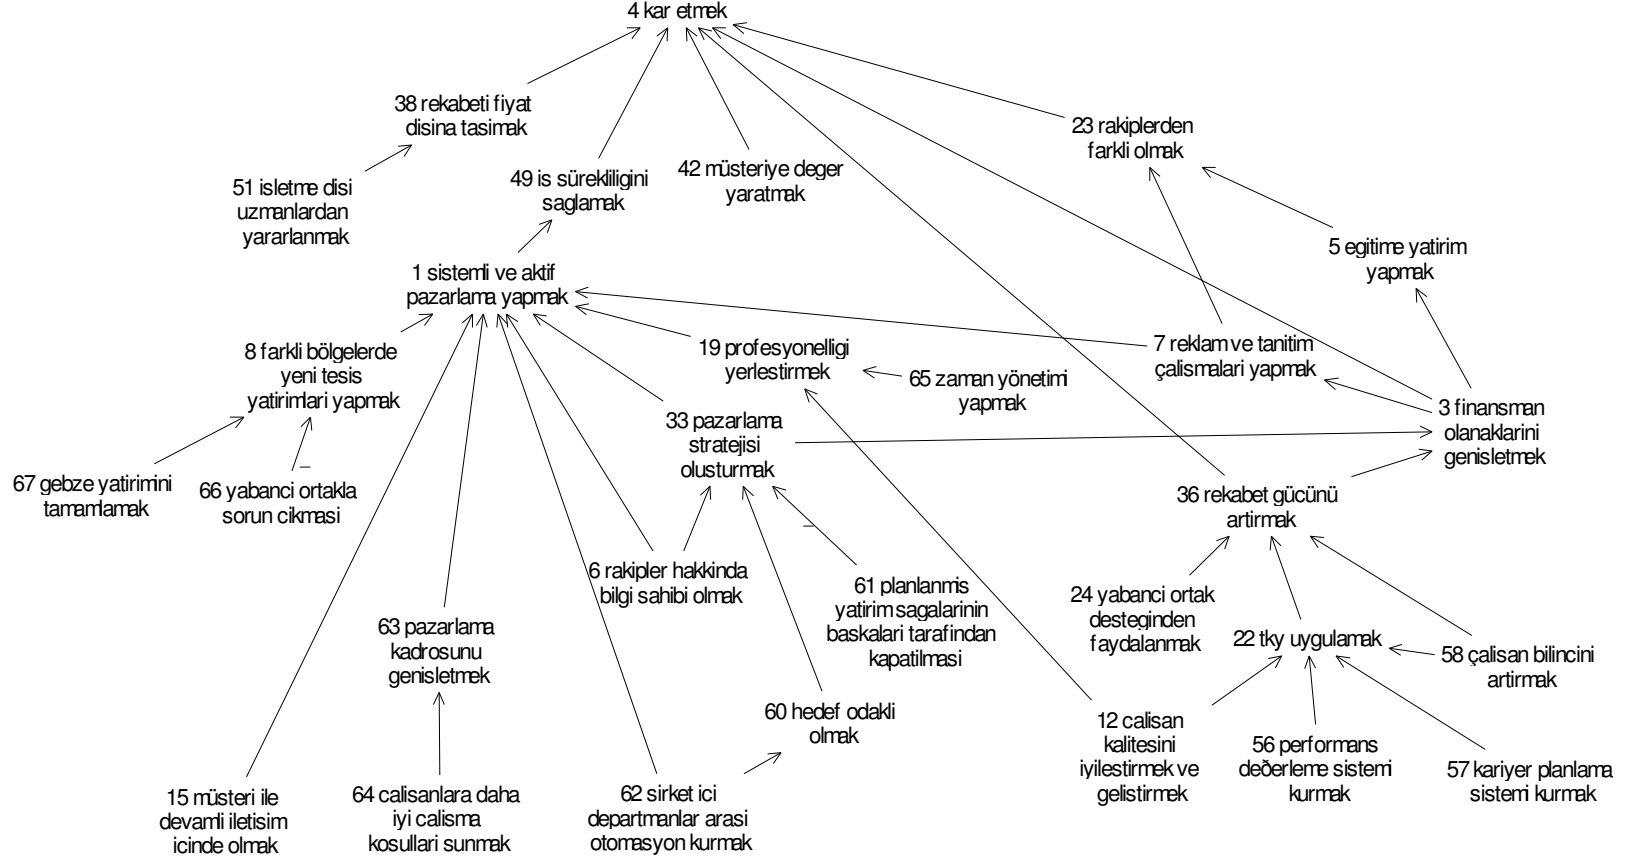 4 kar etmek
38 rekabeti fiyat
disina tasimak
23 rakiplerden
farkli olmak
51 isletme disi
uzmanlardan
yararlanmak
49 is sürekliligini
saglamak
42 müsteriye deger
yaratmak
5 egitime yatirim
yapmak
1 sistemli ve aktif
pazarlama yapmak
8 farkli bölgelerde
yeni tesis
yatirimlari yapmak
19 profesyonelligi
yerlestirmek
65 zaman yönetimi
yapmak
7 reklam ve tanitim
çalismalari yapmak
33 pazarlama
stratejisi
olusturmak
3 finansman
olanaklarini
genisletmek
67 gebze yatirimini
tamamlamak
–
66 yabanci ortakla
sorun cikmasi
36 rekabet gücünü
artirmak
–
6 rakipler hakkinda
bilgi sahibi olmak
61 planlanmis
yatirim sagalarinin
baskalari tarafindan
kapatilmasi
24 yabanci ortak
desteginden
faydalanmak
22 tky uygulamak
58 çalisan bilincini
artirmak
63 pazarlama
kadrosunu
genisletmek
60 hedef odakli
olmak
12 calisan
kalitesini
iyilestirmek ve
gelistirmek
56 performans
deðerleme sistemi
kurmak
57 kariyer planlama
sistemi kurmak
15 müsteri ile
devamli iletisim
icinde olmak
64 calisanlara daha
iyi calisma
kosullari sunmak
62 sirket ici
departmanlar arasi
otomasyon kurmak